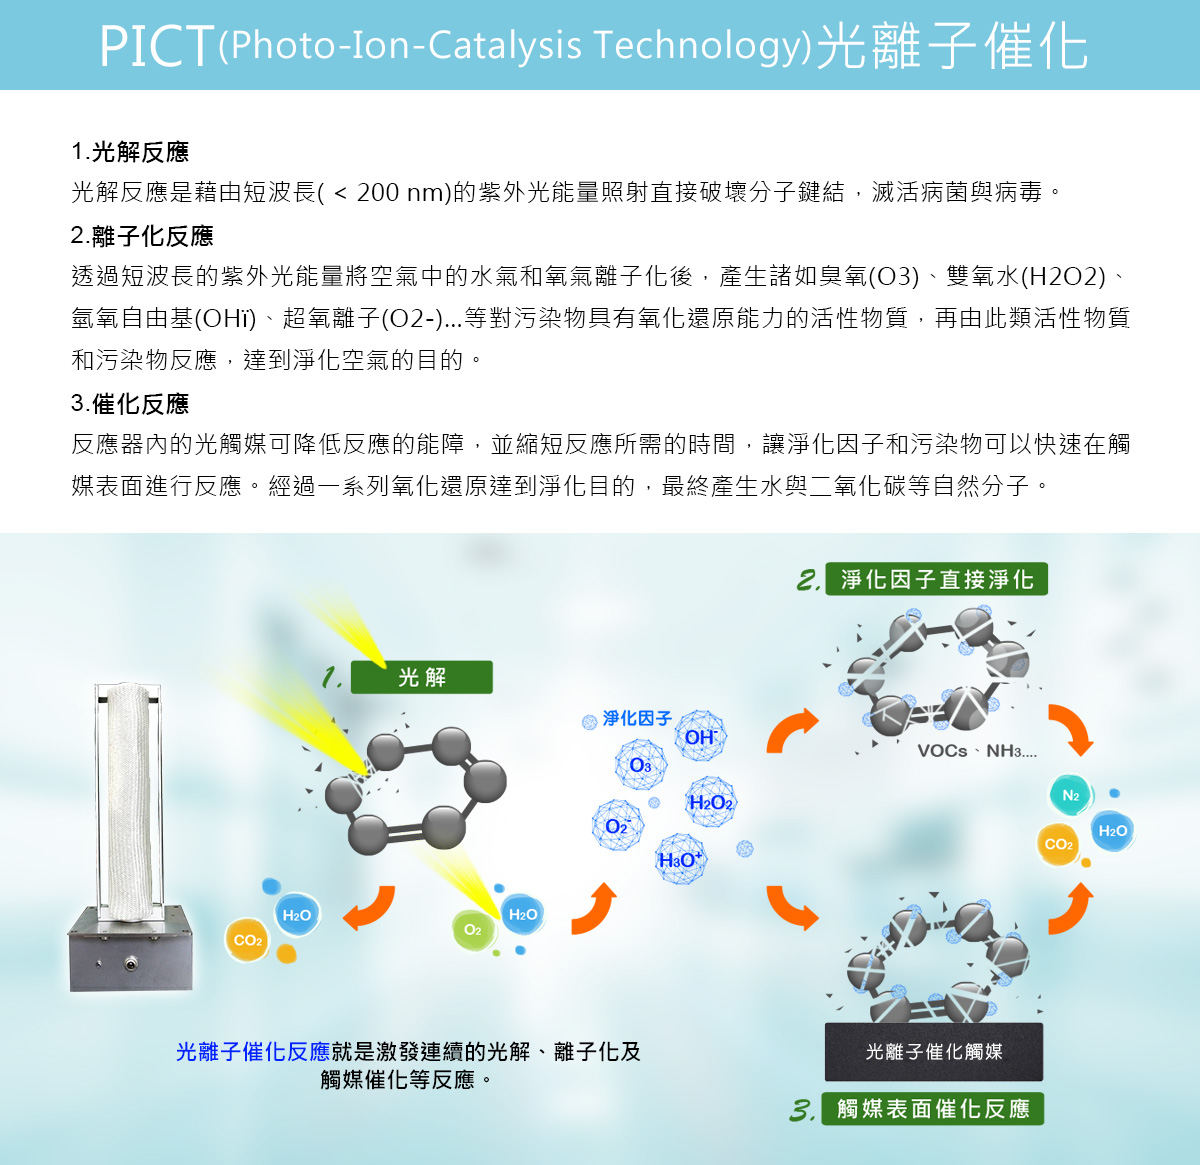 PICT(Photo-Ion-Catalysis Technology)光離子催化
1.光解反應
光解反應是藉由短波長( < 200 nm)的紫外光能量照射直接破壞分子鍵結，滅活病菌與病毒。
2.離子化反應
透過短波長的紫外光能量將空氣中的水氣和氧氣離子化後，產生諸如臭氧(O3)、雙氧水(H2O2)、
氫氧自由基(OHï)、超氧離子(O2-)...等對污染物具有氧化還原能力的活性物質，再由此類活性物質
和污染物反應，達到淨化空氣的目的。
3.催化反應
反應器內的光觸媒可降低反應的能障，並縮短反應所需的時間，讓淨化因子和污染物可以快速在觸
媒表面進行反應。經過一系列氧化還原達到淨化目的，最終產生水與二氧化碳等自然分子。
2. 淨化因子直接淨化
1. 光解
淨化因子
OH⁻
O₃
H₂O₂
O₂⁻
H₃O⁺
VOCs、NH₃....
N₂
H₂O
CO₂
H₂O
CO₂
H₂O
O₂
光離子催化反應就是激發連續的光解、離子化及
觸媒催化等反應。
光離子催化觸媒
3. 觸媒表面催化反應